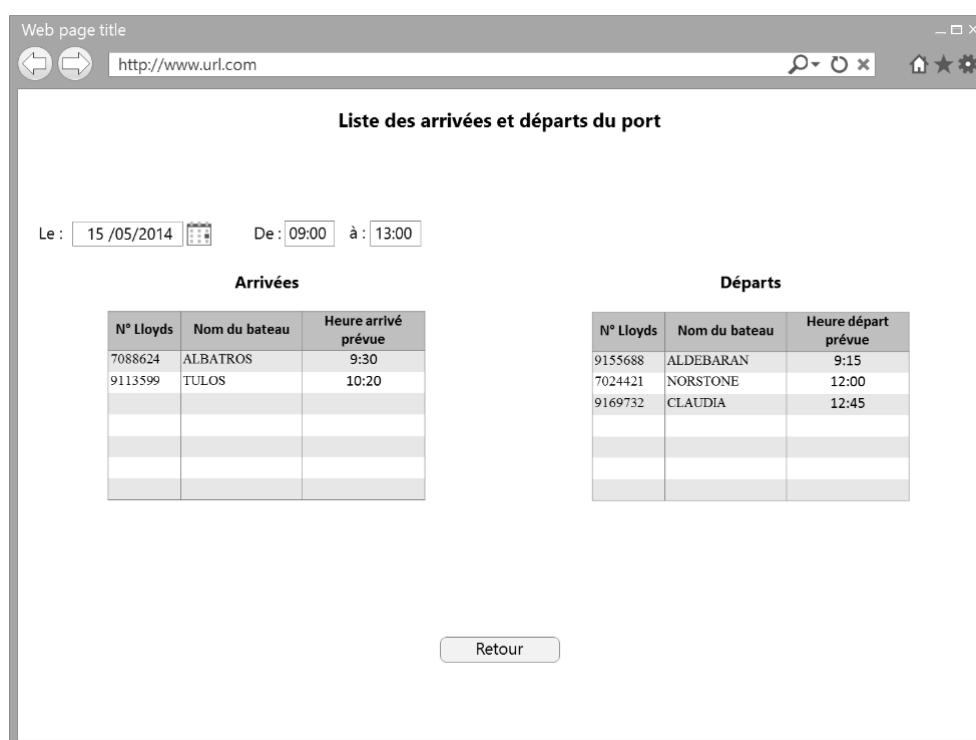 Web page title
http://www.url.com
Liste des arrivées et départs du port
Le : 15 /05/2014 De : 09:00 à : 13:00
Arrivées
N° Lloyds Nom du bateau Heure arrivé prévue
7088624 ALBATROS 9:30
9113599 TULOS 10:20
Départs
N° Lloyds Nom du bateau Heure départ prévue
9155688 ALDEBARAN 9:15
7024421 NORSTONE 12:00
9169732 CLAUDIA 12:45
Retour